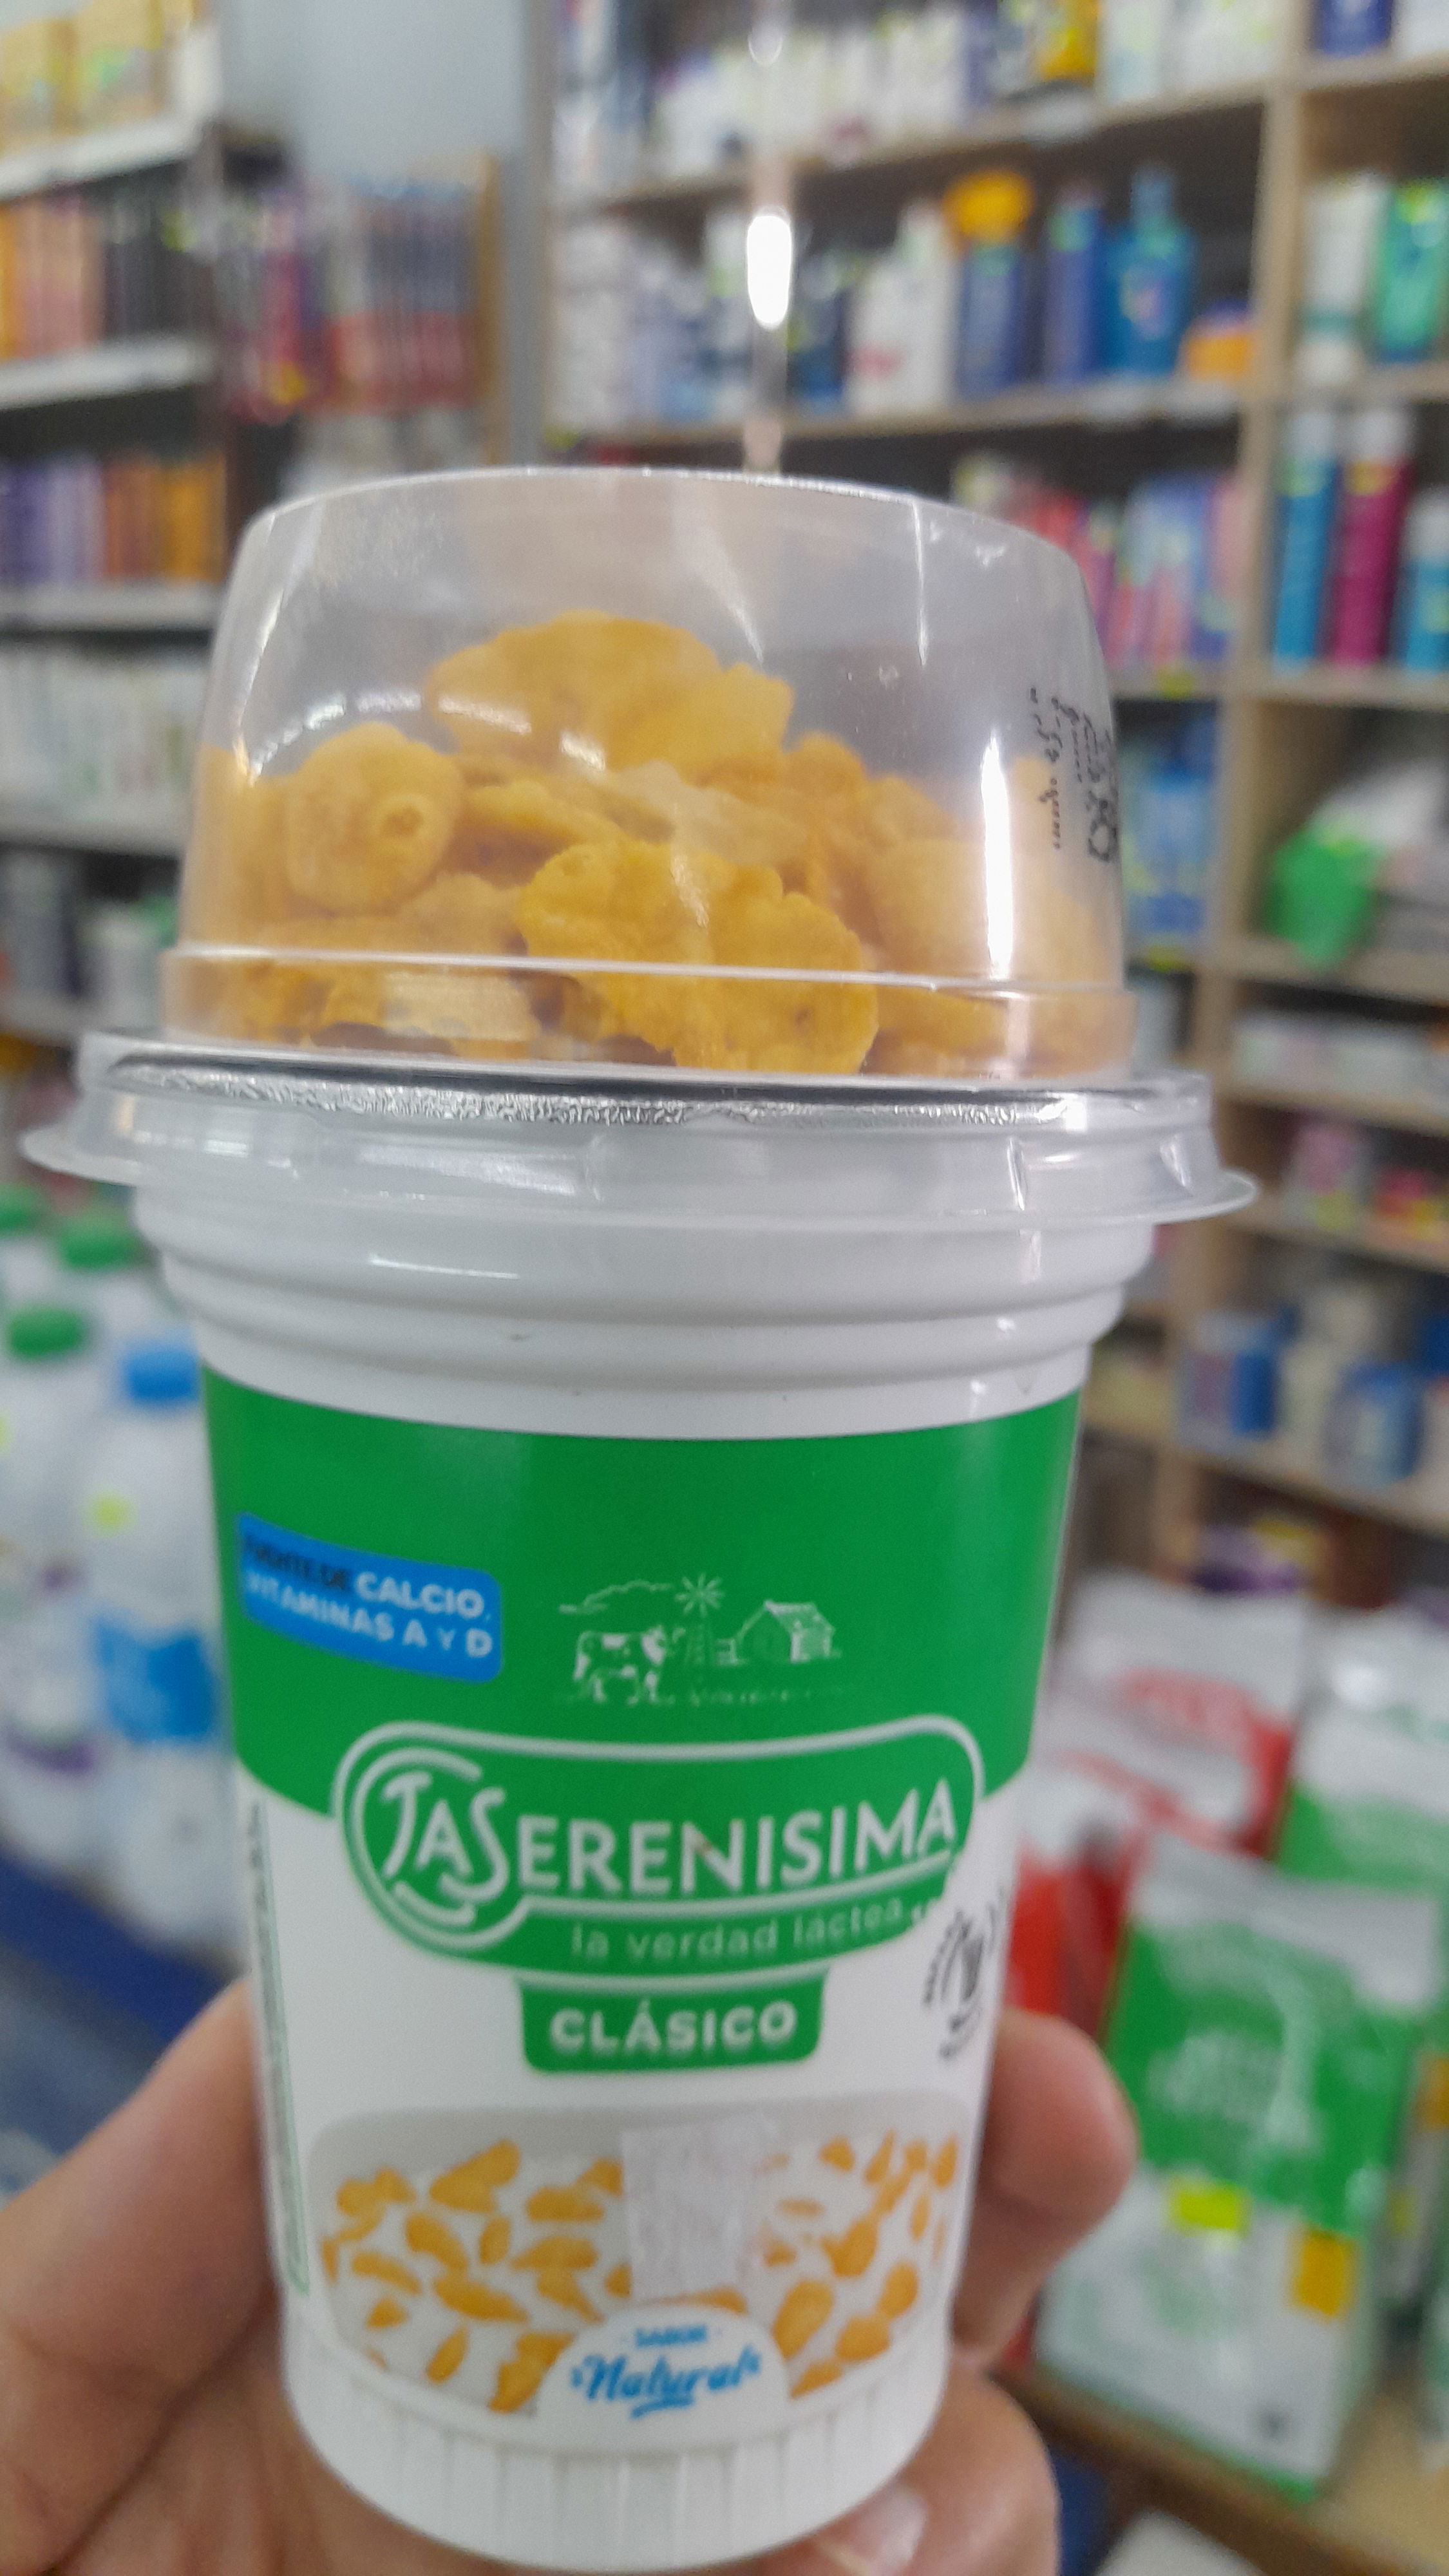 FUENTE DE CALCIO,
VITAMINAS A Y D
LA SERENISIMA
la verdad láctea
CLÁSICO
SABOR
Natural